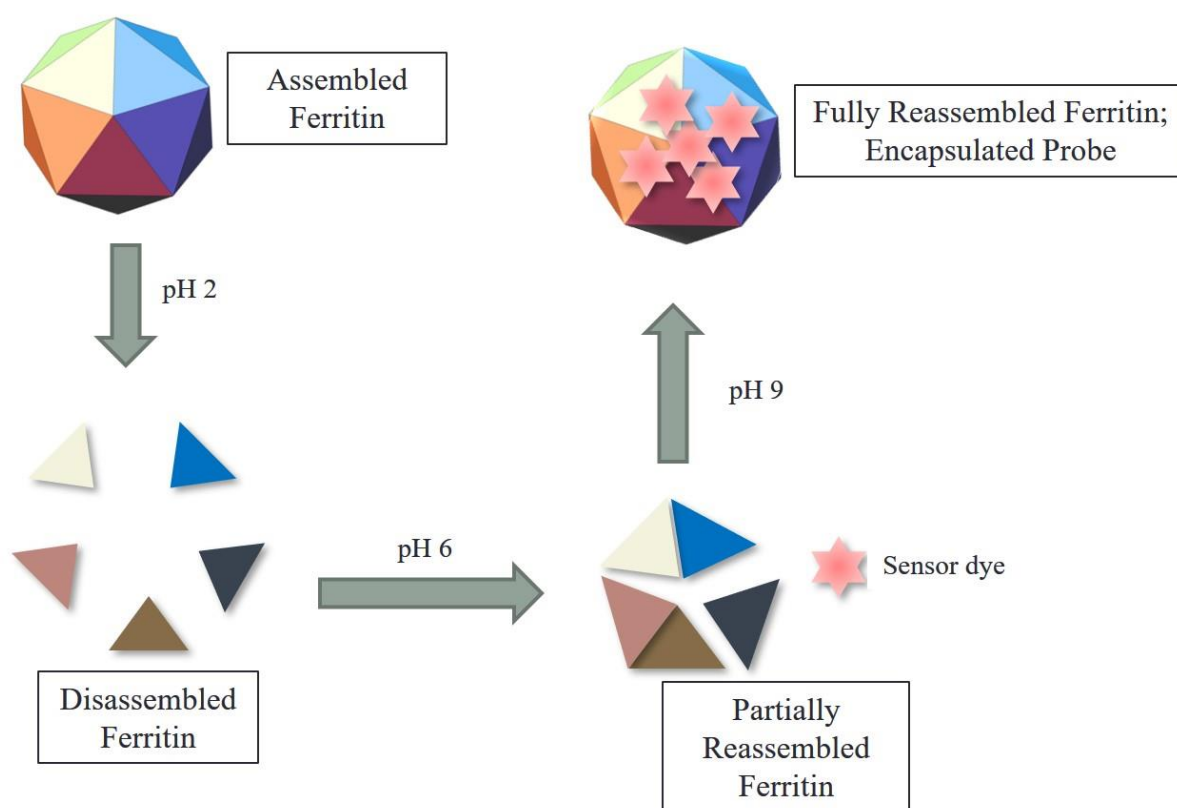 Assembled
Ferritin
pH 2
Disassembled
Ferritin
pH 6
Partially
Reassembled
Ferritin
Sensor dye
pH 9
Fully Reassembled Ferritin;
Encapsulated Probe